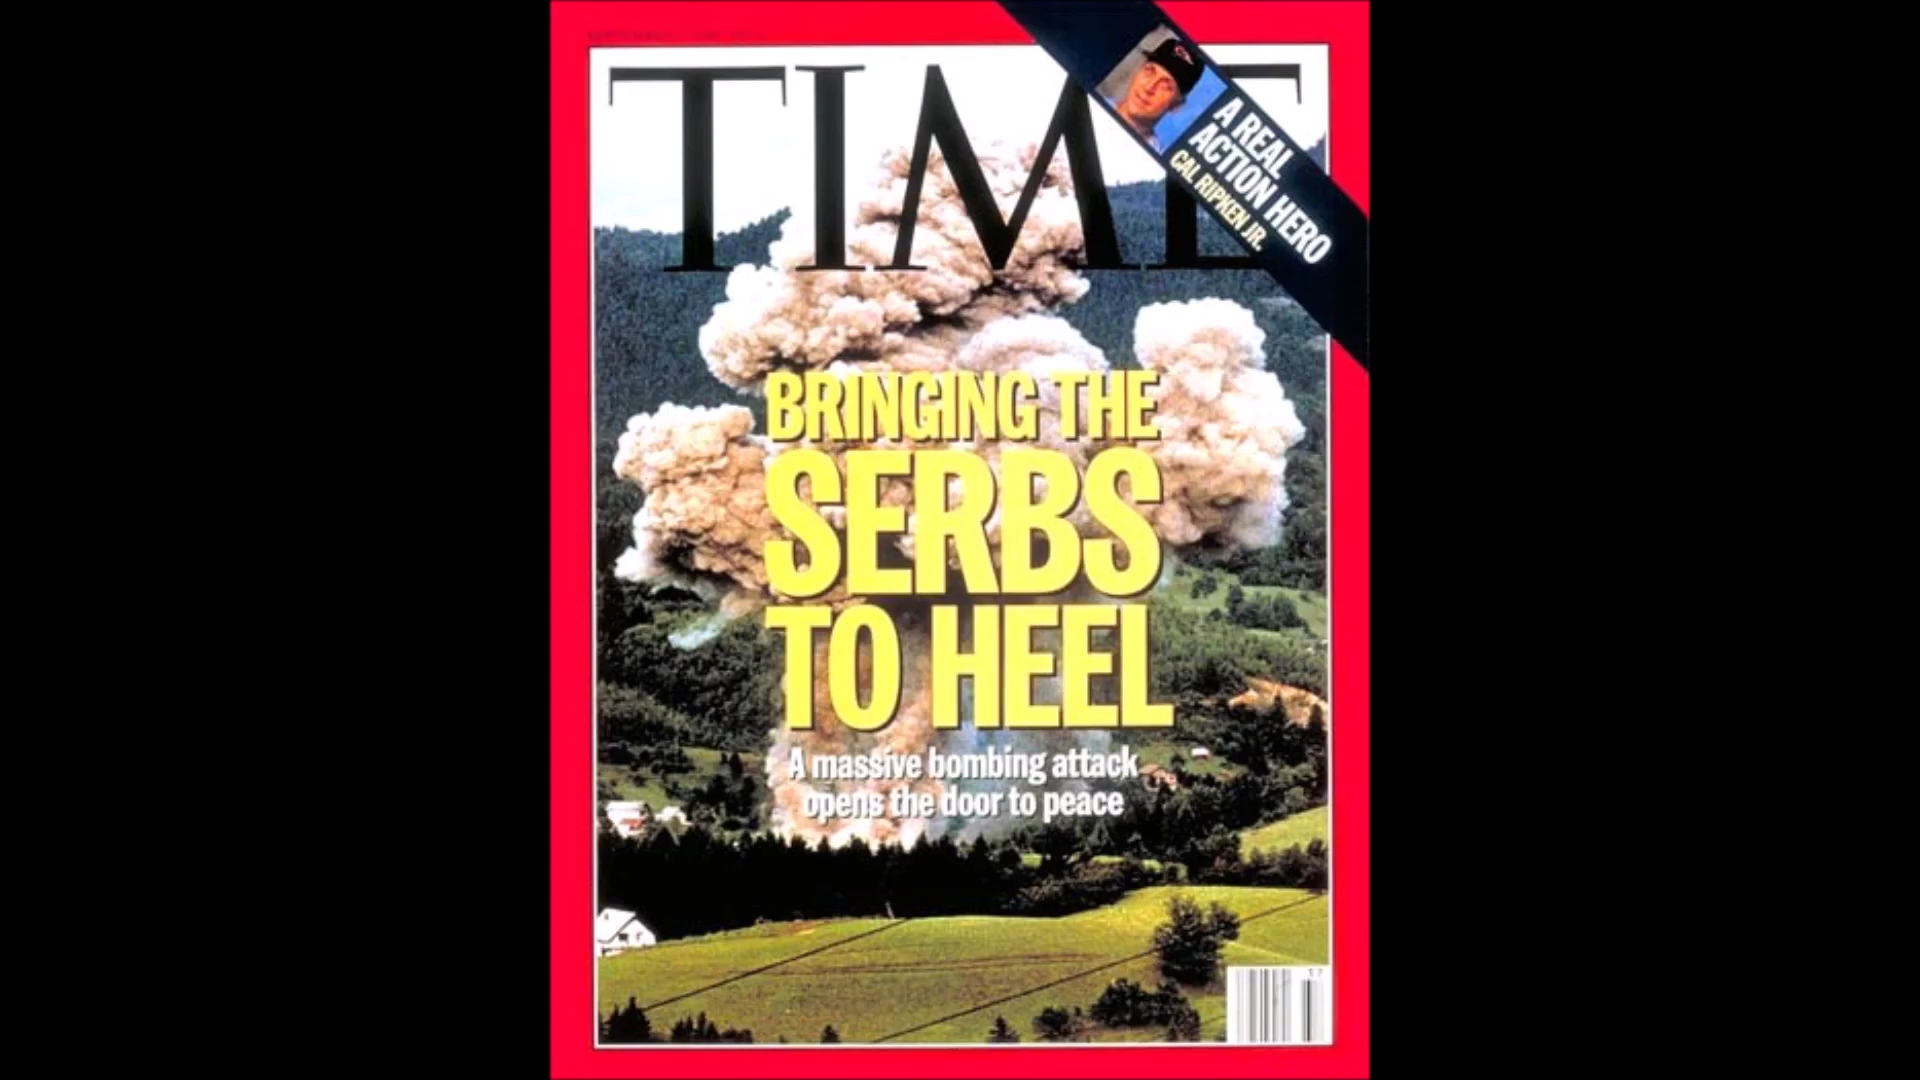 TIME
A REAL
ACTION HERO
CAL RIPKEN JR.
BRINGING THE
SERBS
TO HEEL
A massive bombing attack
opens the door to peace